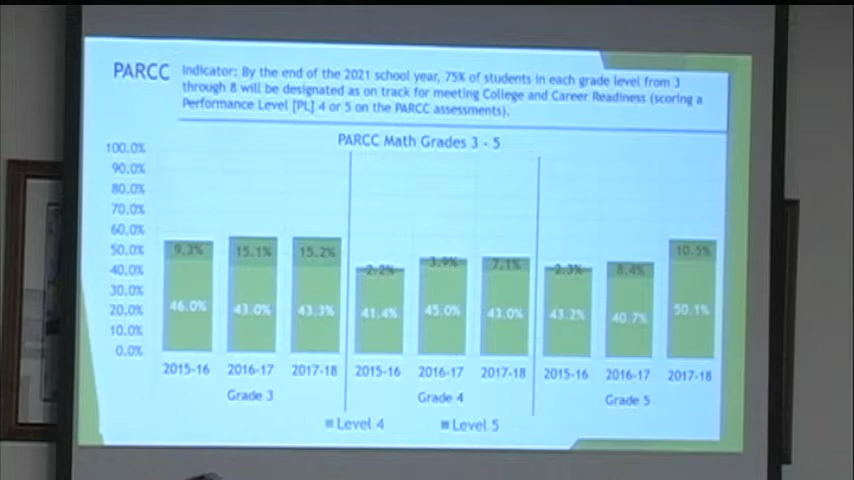 PARCC
Indicator: By the end of the 2021 school year, 75% of students in each grade level from 3
through 8 will be designated as on track for meeting College and Career Readiness (scoring a
Performance Level [PL] 4 or 5 on the PARCC assessments).
PARCC Math Grades 3 - 5
100.0%
90.0%
80.0%
70.0%
60.0%
50.0%
40.0%
30.0%
20.0%
10.0%
0.0%
9.3% 15.1% 15.2% 2.2% 3.9% 7.1% 2.3% 8.4% 10.5%
46.0% 43.0% 43.3% 41.4% 45.0% 43.0% 43.2% 40.7% 50.1%
2015-16 2016-17 2017-18 2015-16 2016-17 2017-18 2015-16 2016-17 2017-18
Grade 3 Grade 4 Grade 5
Level 4 Level 5